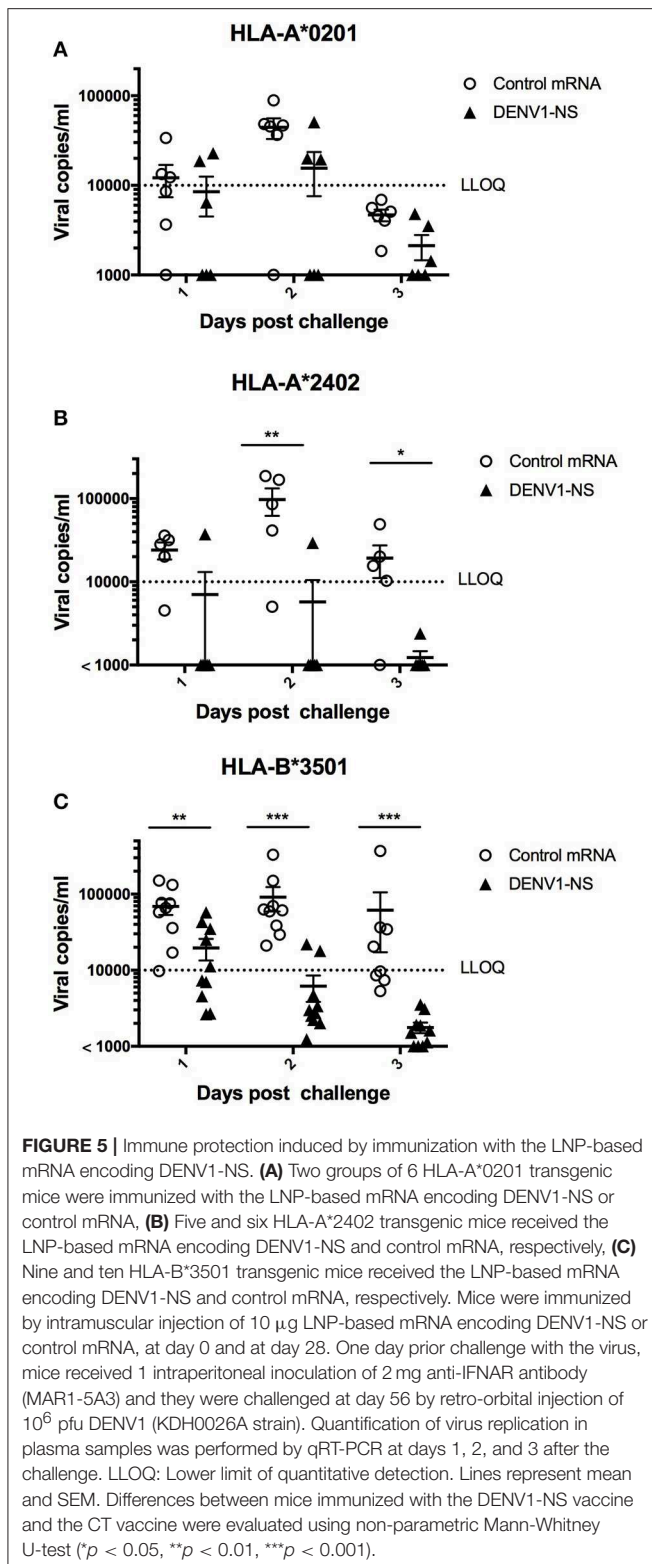 HLA-A*0201
A
Control mRNA
DENV1-NS
Viral copies/ml
100000
10000
1000
LLOQ
1
2
3
Days post challenge
HLA-A*2402
B
**
*
Control mRNA
DENV1-NS
Viral copies/ml
100000
10000
< 1000
LLOQ
1
2
3
Days post challenge
HLA-B*3501
C
**
***
***
Control mRNA
DENV1-NS
Viral copies/ml
100000
10000
< 1000
LLOQ
1
2
3
Days post challenge
FIGURE 5 | Immune protection induced by immunization with the LNP-based
mRNA encoding DENV1-NS. (A) Two groups of 6 HLA-A*0201 transgenic
mice were immunized with the LNP-based mRNA encoding DENV1-NS or
control mRNA, (B) Five and six HLA-A*2402 transgenic mice received the
LNP-based mRNA encoding DENV1-NS and control mRNA, respectively, (C)
Nine and ten HLA-B*3501 transgenic mice received the LNP-based mRNA
encoding DENV1-NS and control mRNA, respectively. Mice were immunized
by intramuscular injection of 10 μg LNP-based mRNA encoding DENV1-NS or
control mRNA, at day 0 and at day 28. One day prior challenge with the virus,
mice received 1 intraperitoneal inoculation of 2 mg anti-IFNAR antibody
(MAR1-5A3) and they were challenged at day 56 by retro-orbital injection of
10⁶ pfu DENV1 (KDH0026A strain). Quantification of virus replication in
plasma samples was performed by qRT-PCR at days 1, 2, and 3 after the
challenge. LLOQ: Lower limit of quantitative detection. Lines represent mean
and SEM. Differences between mice immunized with the DENV1-NS vaccine
and the CT vaccine were evaluated using non-parametric Mann-Whitney
U-test (*p < 0.05, **p < 0.01, ***p < 0.001).